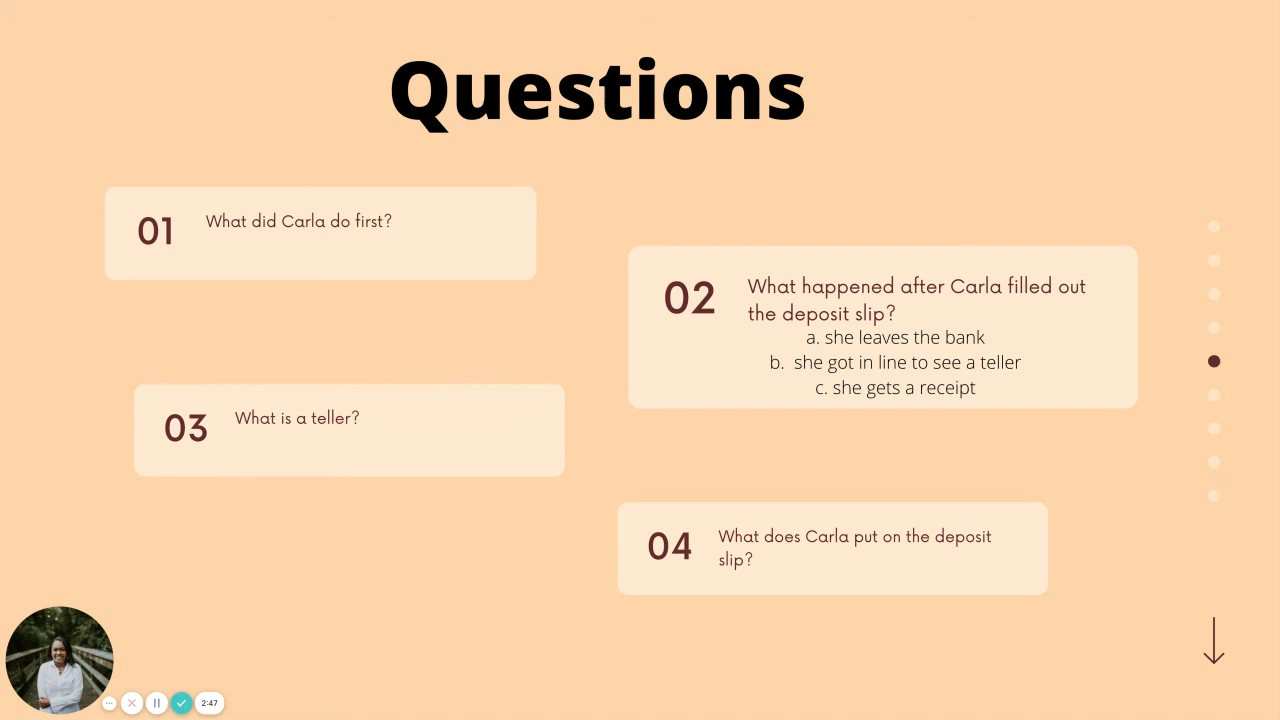 Questions
01
What did Carla do first?
02
What happened after Carla filled out
the deposit slip?
a. she leaves the bank
b. she got in line to see a teller
c. she gets a receipt
03
What is a teller?
04
What does Carla put on the deposit
slip?
2:47